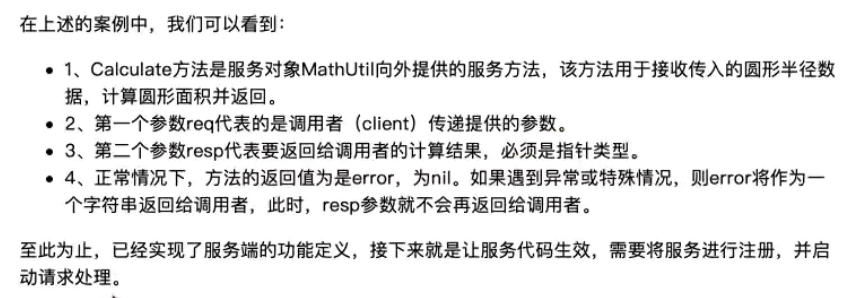 在上述的案例中，我们可以看到：
• 1、Calculate方法是服务对象MathUtil向外提供的服务方法，该方法用于接收传入的圆形半径数
据，计算圆形面积并返回。
• 2、第一个参数req代表的是调用者（client）传递提供的参数。
• 3、第二个参数resp代表要返回给调用者的计算结果，必须是指针类型。
• 4、正常情况下，方法的返回值为是error，为nil。如果遇到异常或特殊情况，则error将作为一
个字符串返回给调用者，此时，resp参数就不会再返回给调用者。
至此为止，已经实现了服务端的功能定义，接下来就是让服务代码生效，需要将服务进行注册，并启
动请求处理。